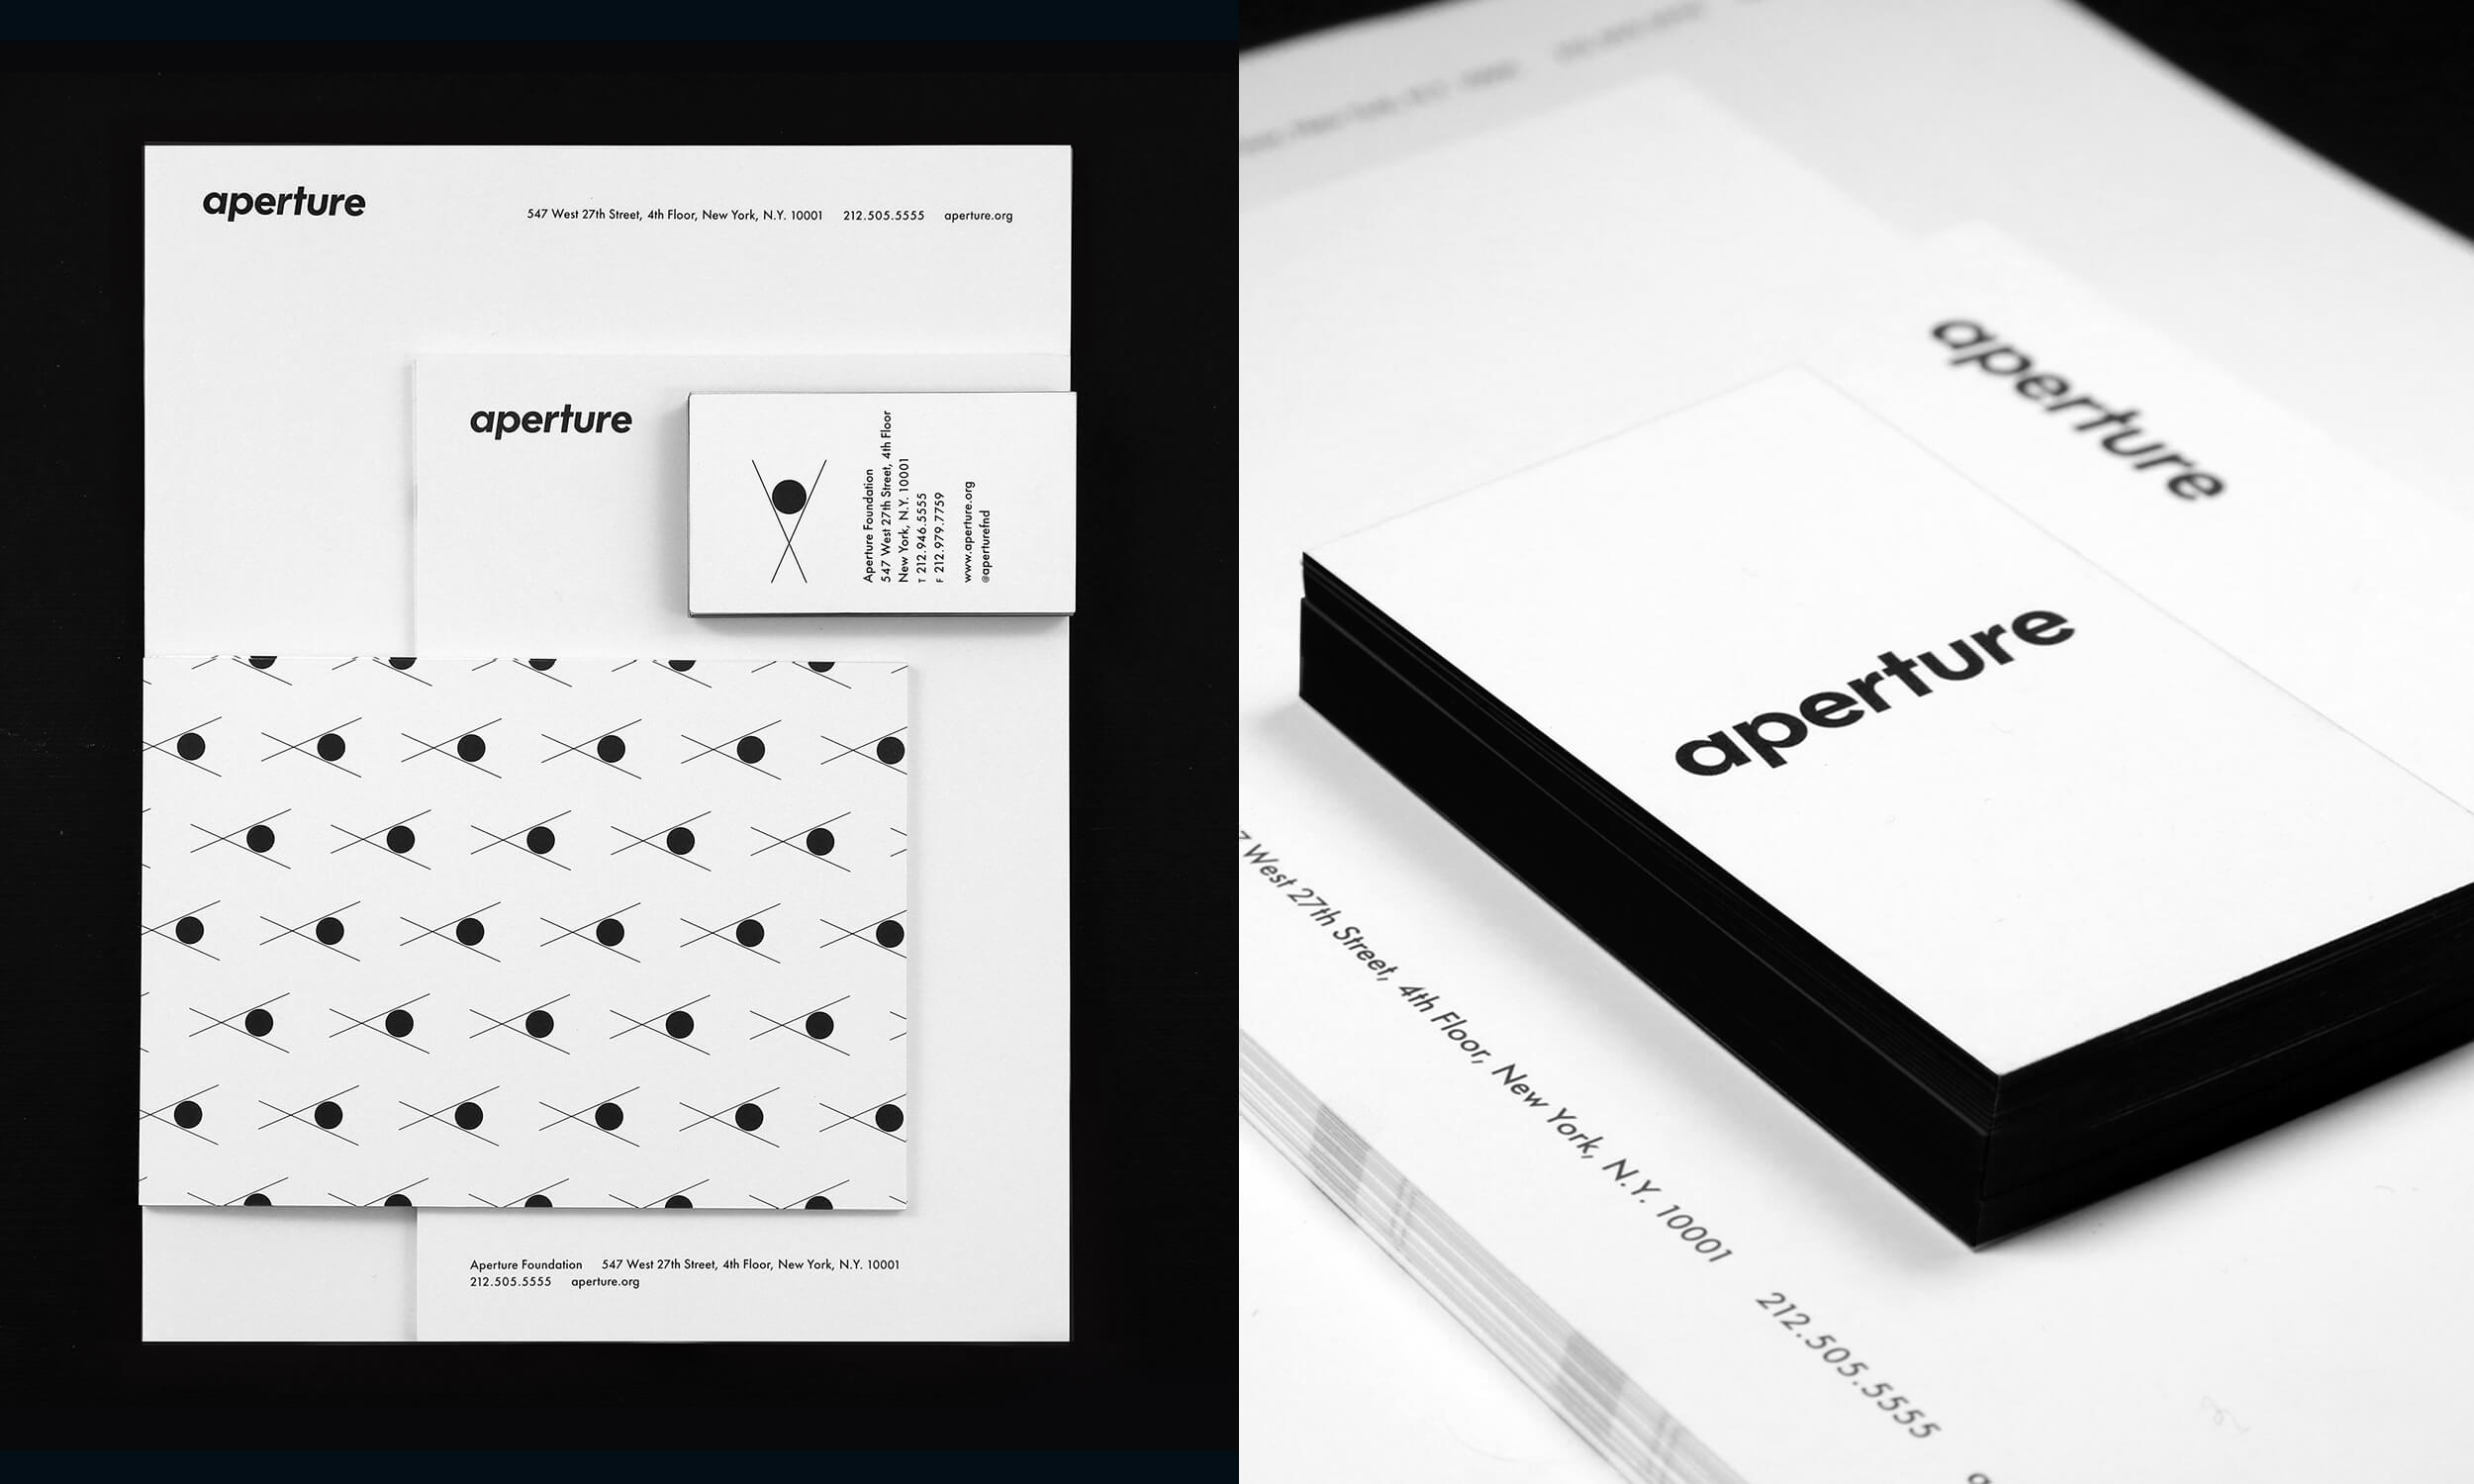 aperture
547 West 27th Street, 4th Floor, New York, N.Y. 10001 212.505.5555 aperture.org
aperture
Aperture Foundation
547 West 27th Street, 4th Floor
New York, N.Y. 10001
T 212.946.5555
F 212.979.7759
www.aperture.org
@aperturefnd
Aperture Foundation 547 West 27th Street, 4th Floor, New York, N.Y. 10001
212.505.5555 aperture.org
aperture
aperture
7 West 27th Street, 4th Floor, New York, N.Y. 10001 212.505.5555